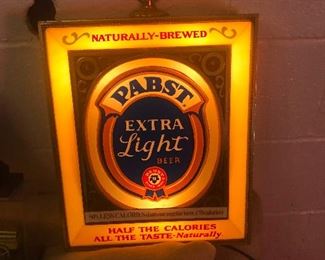 NATURALLY-BREWED
PABST
EXTRA
Light
BEER
HALF THE CALORIES
ALL THE TASTE-Naturally.